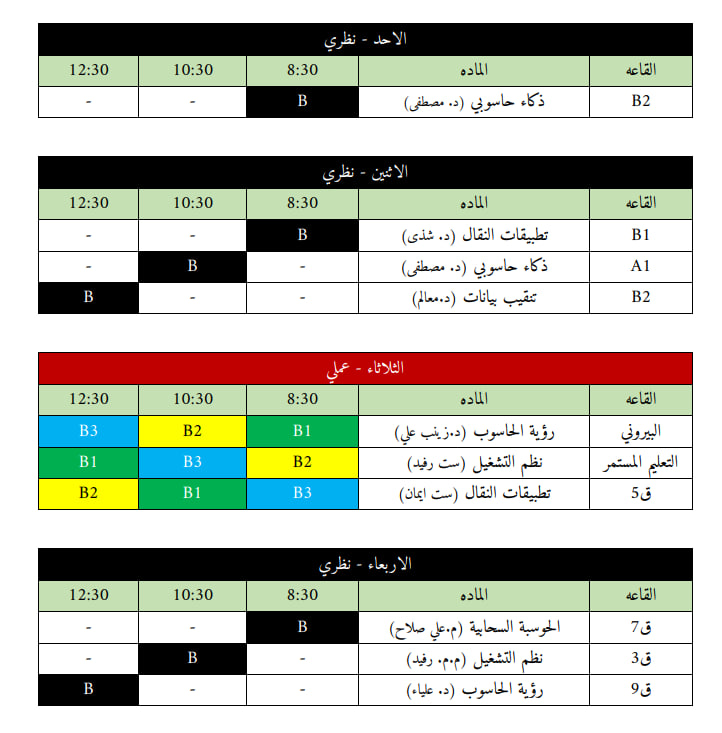 الاحد - نظري
القاعه الماده 8:30 10:30 12:30
B2 ذكاء حاسوبي (د. مصطفى) B - -
الاثنين - نظري
القاعه الماده 8:30 10:30 12:30
B1 تطبيقات النقال (د. شذى) B - -
A1 ذكاء حاسوبي (د. مصطفى) - B -
B2 تنقيب بيانات (د.معالم) - - B
الثلاثاء - عملي
القاعه الماده 8:30 10:30 12:30
البيروني رؤية الحاسوب (د.زينب علي) B1 B2 B3
التعليم المستمر نظم التشغيل (ست رفيد) B2 B3 B1
ق5 تطبيقات النقال (ست ايمان) B3 B1 B2
الاربعاء - نظري
القاعه الماده 8:30 10:30 12:30
ق7 الحوسبة السحابية (م.علي صلاح) B - -
ق3 نظم التشغيل (م.م. رفيد) - B -
ق9 رؤية الحاسوب (د. علياء) - - B